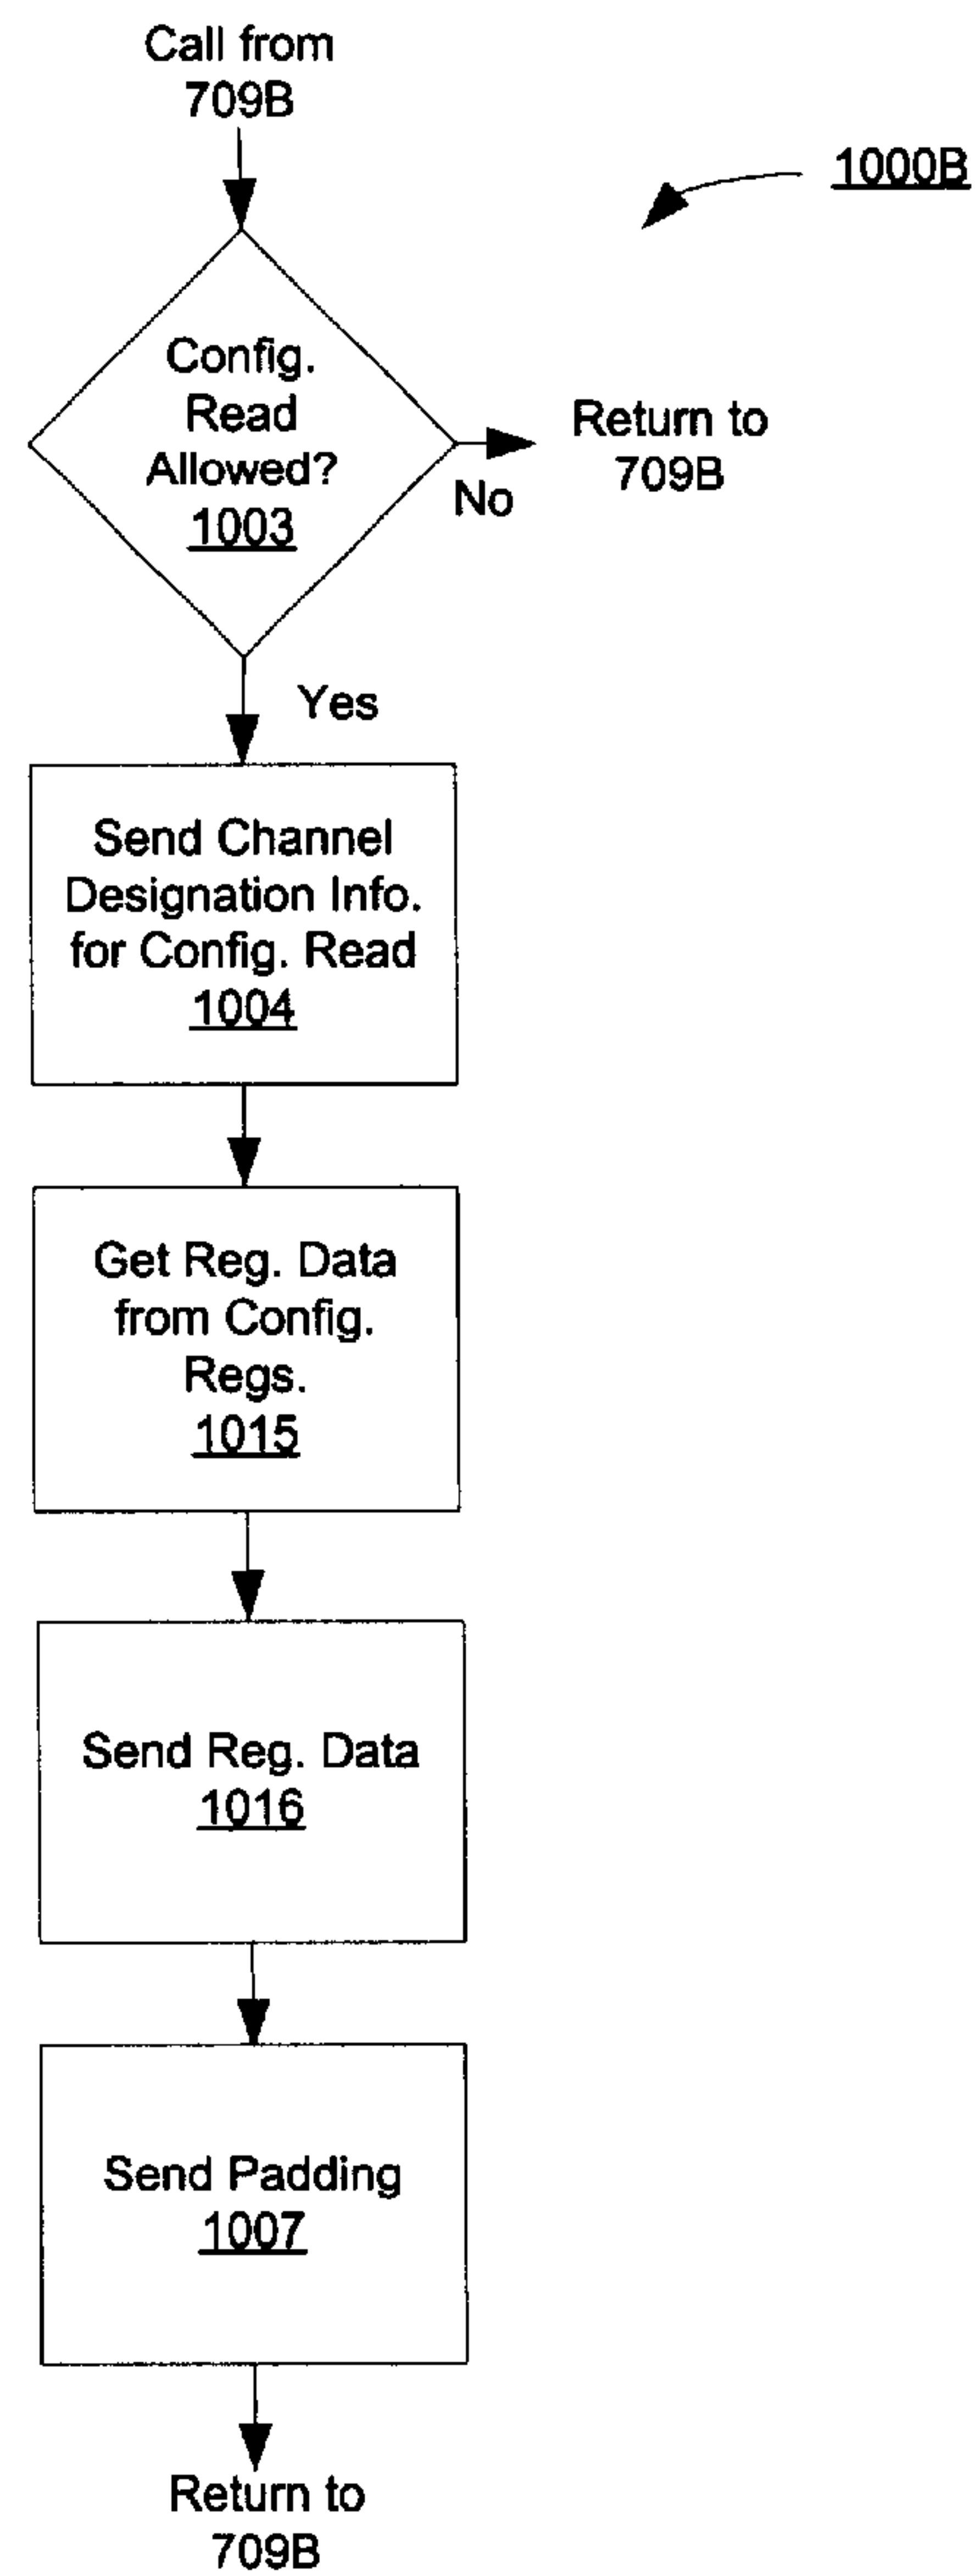 Call from
709B
1000B
Config.
Read
Allowed?
1003
Return to
709B
No
Yes
Send Channel
Designation Info.
for Config. Read
1004
Get Reg. Data
from Config.
Regs.
1015
Send Reg. Data
1016
Send Padding
1007
Return to
709B